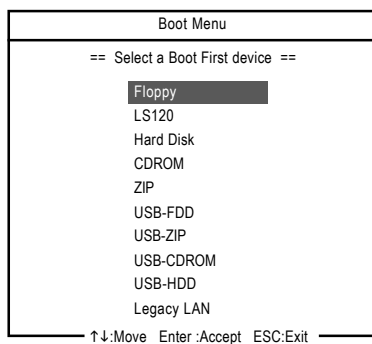 Boot Menu
== Select a Boot First device ==
Floppy
LS120
Hard Disk
CDROM
ZIP
USB-FDD
USB-ZIP
USB-CDROM
USB-HDD
Legacy LAN
↑↓:Move Enter :Accept ESC:Exit